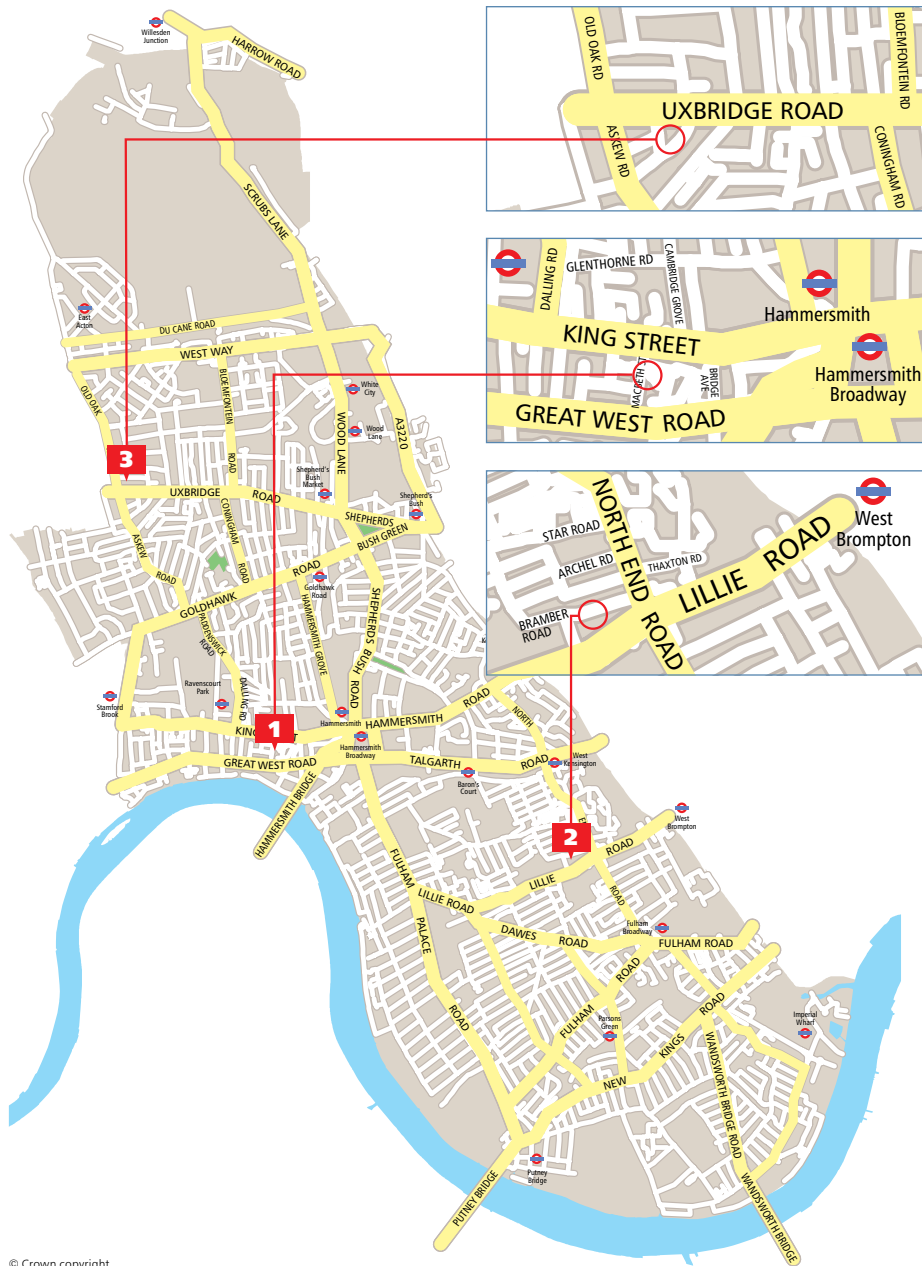 Willesden
Junction
HARROW ROAD
SCRUBS LANE
OLD OAK RD
BLOEMFONTEIN RD
UXBRIDGE ROAD
ASKEW RD
CONINGHAM RD
DALLING RD
GLENTHORNE RD
CAMBRIDGE GROVE
Hammersmith
KING STREET
MACBETH ST
BRIDGE
AVE
Hammersmith
Broadway
GREAT WEST ROAD
NORTH END ROAD
West
Brompton
STAR ROAD
ARCHEL RD
THAXTON RD
LILLIE ROAD
BRAMBER
ROAD
East
Acton
DU CANE ROAD
WEST WAY
OLD OAK
BLOEMFONTEIN
ROAD
White
City
Wood
Lane
WOOD LANE
A3220
3
Shepherd's
Bush
Market
Shepherd's
Bush
UXBRIDGE ROAD
SHEPHERDS
BUSH GREEN
ASKEW
ROAD
CONINGHAM
ROAD
GOLDHAWK ROAD
Goldhawk
Road
HAMMERSMITH GROVE
SHEPHERDS BUSH ROAD
PADDENSWICK
ROAD
Ravenscourt
Park
DALLING RD
Stamford
Brook
1
Hammersmith
HAMMERSMITH ROAD
Hammersmith
Broadway
GREAT WEST ROAD
TALGARTH ROAD
NORTH
West
Kensington
Baron's
Court
HAMMERSMITH BRIDGE
2
West
Brompton
FULHAM
PALACE
ROAD
LILLIE ROAD
LILLIE ROAD
ROAD
DAWES ROAD
Fulham
Broadway
FULHAM ROAD
FULHAM ROAD
Parsons
Green
NEW KINGS ROAD
Imperial
Wharf
WANDSWORTH BRIDGE ROAD
Putney
Bridge
PUTNEY BRIDGE
WANDSWORTH BRIDGE
© Crown copyright